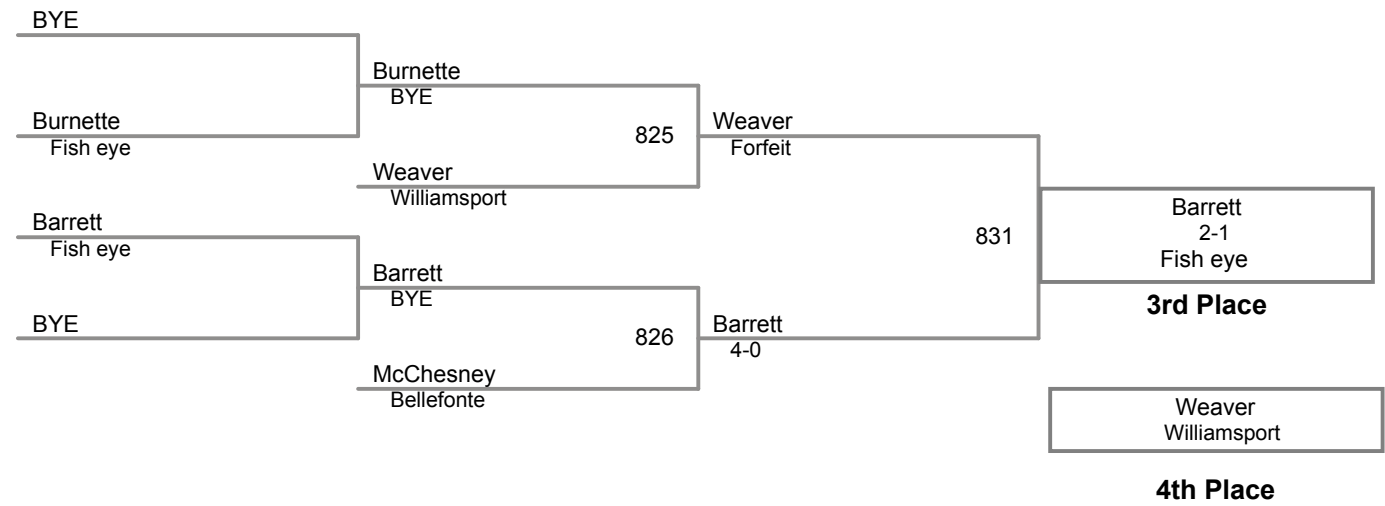 BYE
Burnette
BYE
Burnette
Fish eye
825
Weaver
Forfeit
Weaver
Williamsport
Barrett
Fish eye
831
Barrett
2-1
Fish eye
3rd Place
Barrett
BYE
BYE
826
Barrett
4-0
McChesney
Bellefonte
Weaver
Williamsport
4th Place